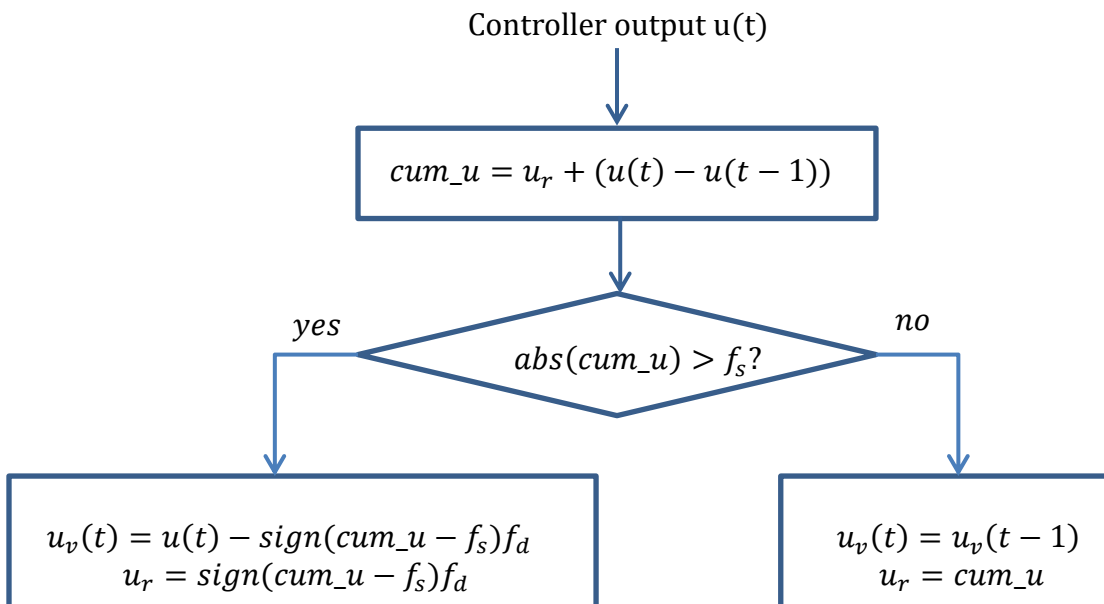 Controller output u(t)
cum_u = u_r + (u(t) − u(t − 1))
yes
no
abs(cum_u) > f_s?
u_v(t) = u(t) − sign(cum_u − f_s)f_d
u_r = sign(cum_u − f_s)f_d
u_v(t) = u_v(t − 1)
u_r = cum_u